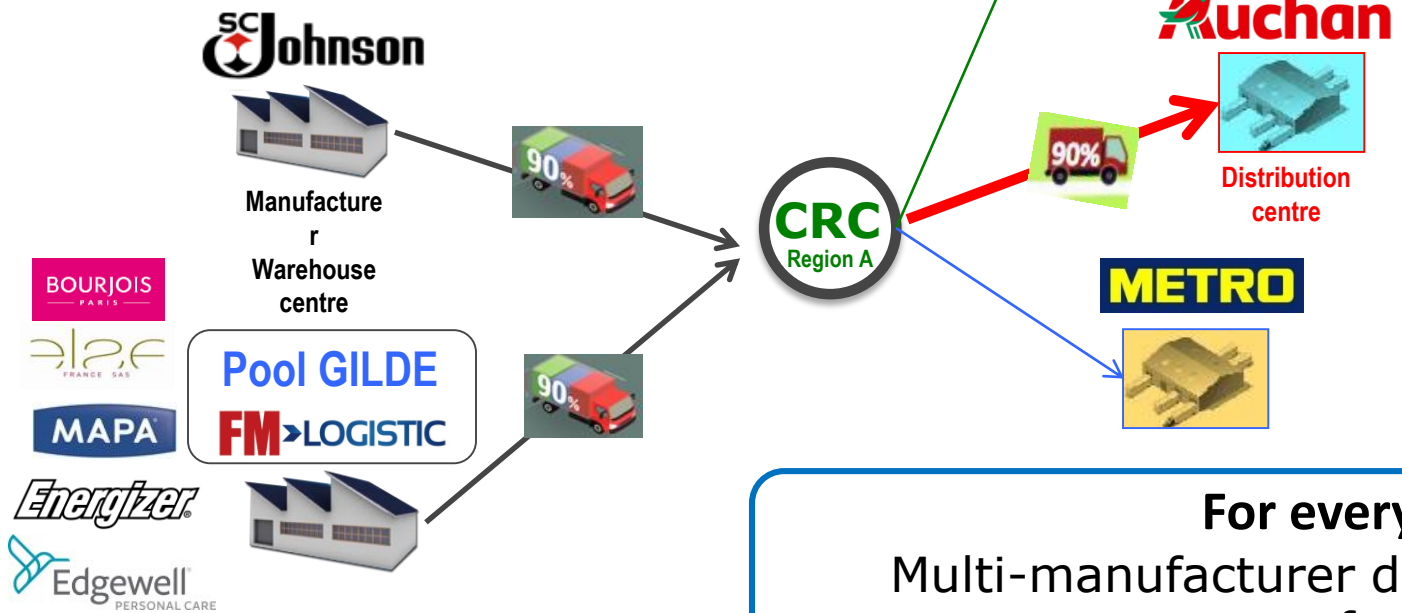 SC Johnson
Auchan
90%
90%
CRC
Region A
Distribution
centre
Manufacture
r
Warehouse
centre
BOURJOIS
PARIS
FRANCE SAS
METRO
Pool GILDE
MAPA
FM>LOGISTIC
90%
Energizer.
Edgewell
PERSONAL CARE
For every
Multi-manufacturer d